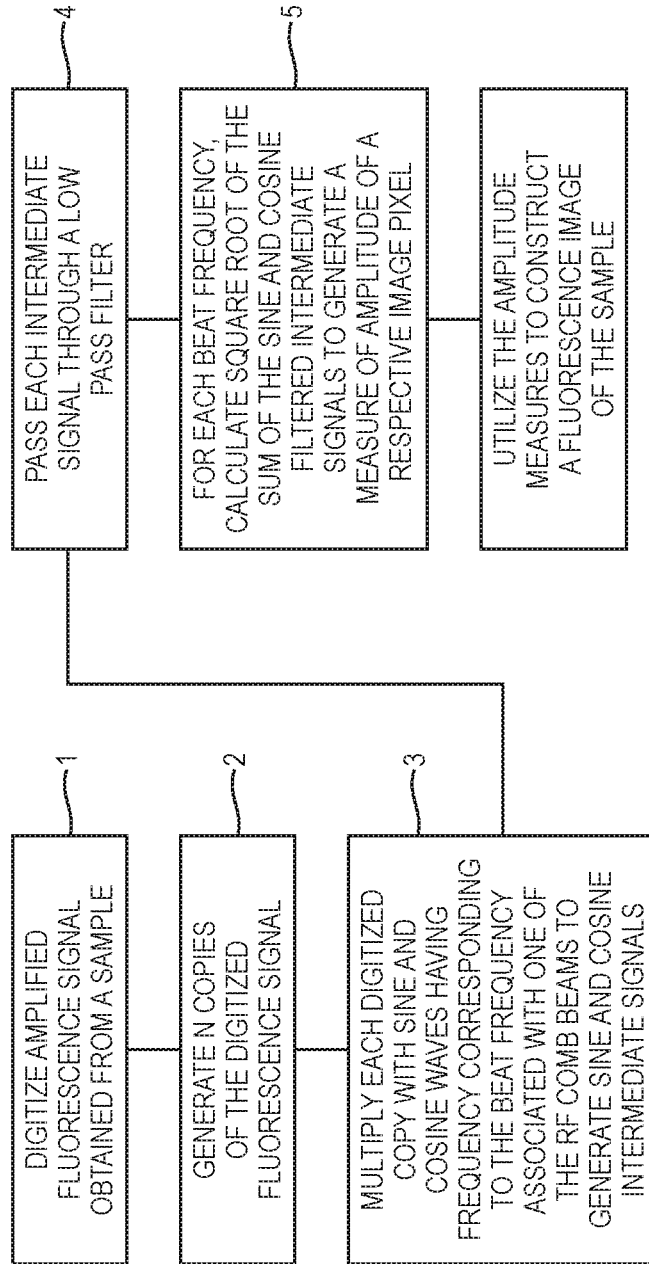 DIGITIZE AMPLIFIED
FLUORESCENCE SIGNAL
OBTAINED FROM A SAMPLE
1
GENERATE N COPIES
OF THE DIGITIZED
FLUORESCENCE SIGNAL
2
MULTIPLY EACH DIGITIZED
COPY WITH SINE AND
COSINE WAVES HAVING
FREQUENCY CORRESPONDING
TO THE BEAT FREQUENCY
ASSOCIATED WITH ONE OF
THE RF COMB BEAMS TO
GENERATE SINE AND COSINE
INTERMEDIATE SIGNALS
3
PASS EACH INTERMEDIATE
SIGNAL THROUGH A LOW
PASS FILTER
4
FOR EACH BEAT FREQUENCY,
CALCULATE SQUARE ROOT OF THE
SUM OF THE SINE AND COSINE
FILTERED INTERMEDIATE
SIGNALS TO GENERATE A
MEASURE OF AMPLITUDE OF A
RESPECTIVE IMAGE PIXEL
5
UTILIZE THE AMPLITUDE
MEASURES TO CONSTRUCT
A FLUORESCENCE IMAGE
OF THE SAMPLE